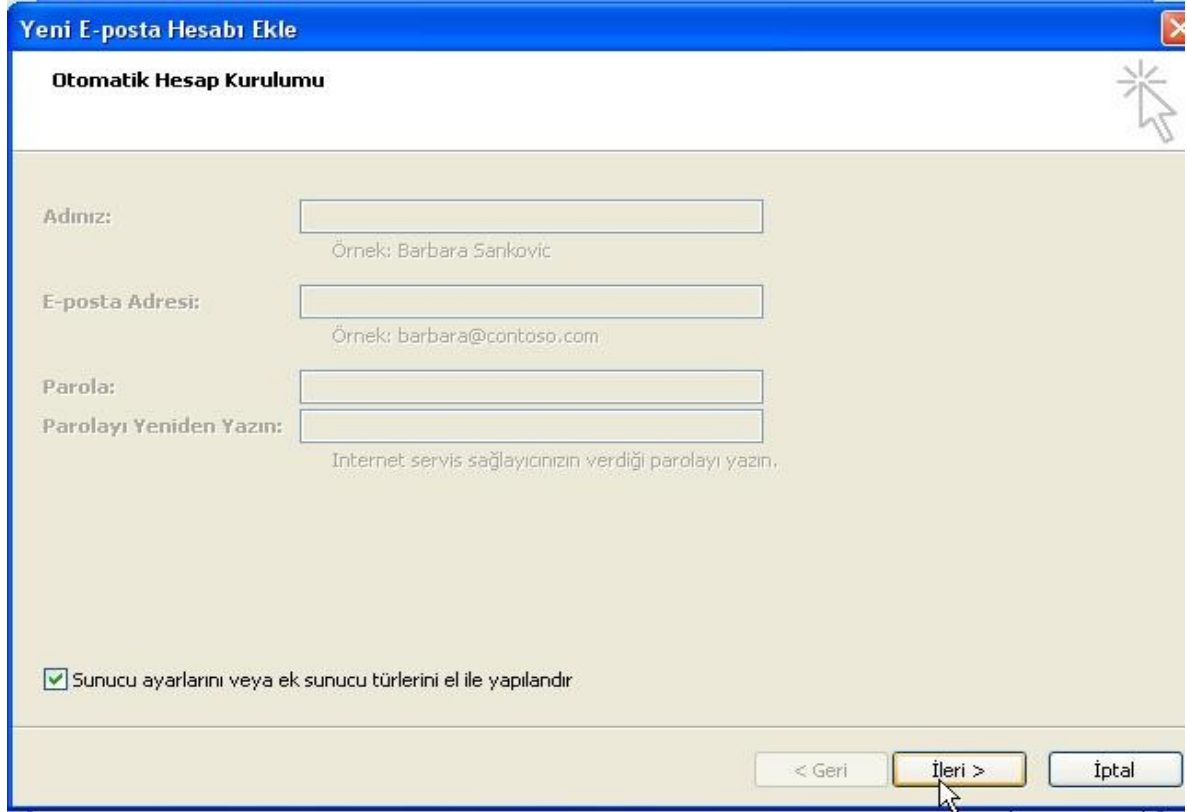 Yeni E-posta Hesabı Ekle
Otomatik Hesap Kurulumu
Adınız:
Örnek: Barbara Sankovic
E-posta Adresi:
Örnek: barbara@contoso.com
Parola:
Parolayı Yeniden Yazın:
Internet servis sağlayıcınızın verdiği parolayı yazın.
Sunucu ayarlarını veya ek sunucu türlerini el ile yapılandır
< Geri İleri > İptal